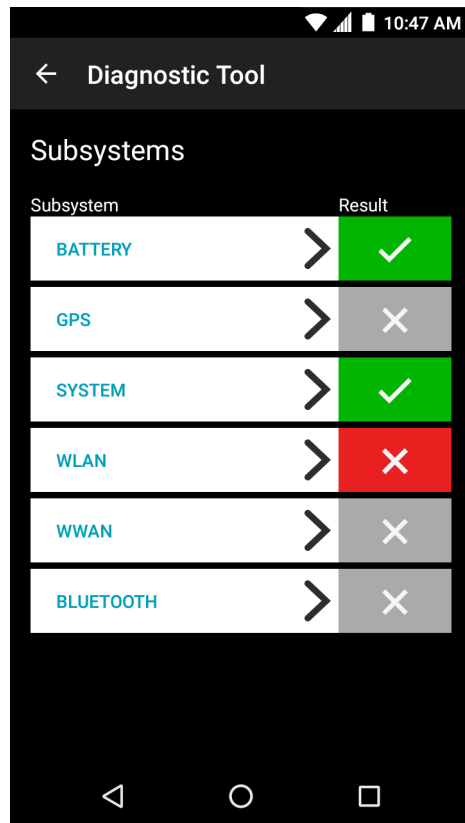 10:47 AM
Diagnostic Tool
Subsystems
Subsystem Result
BATTERY
GPS
SYSTEM
WLAN
WWAN
BLUETOOTH